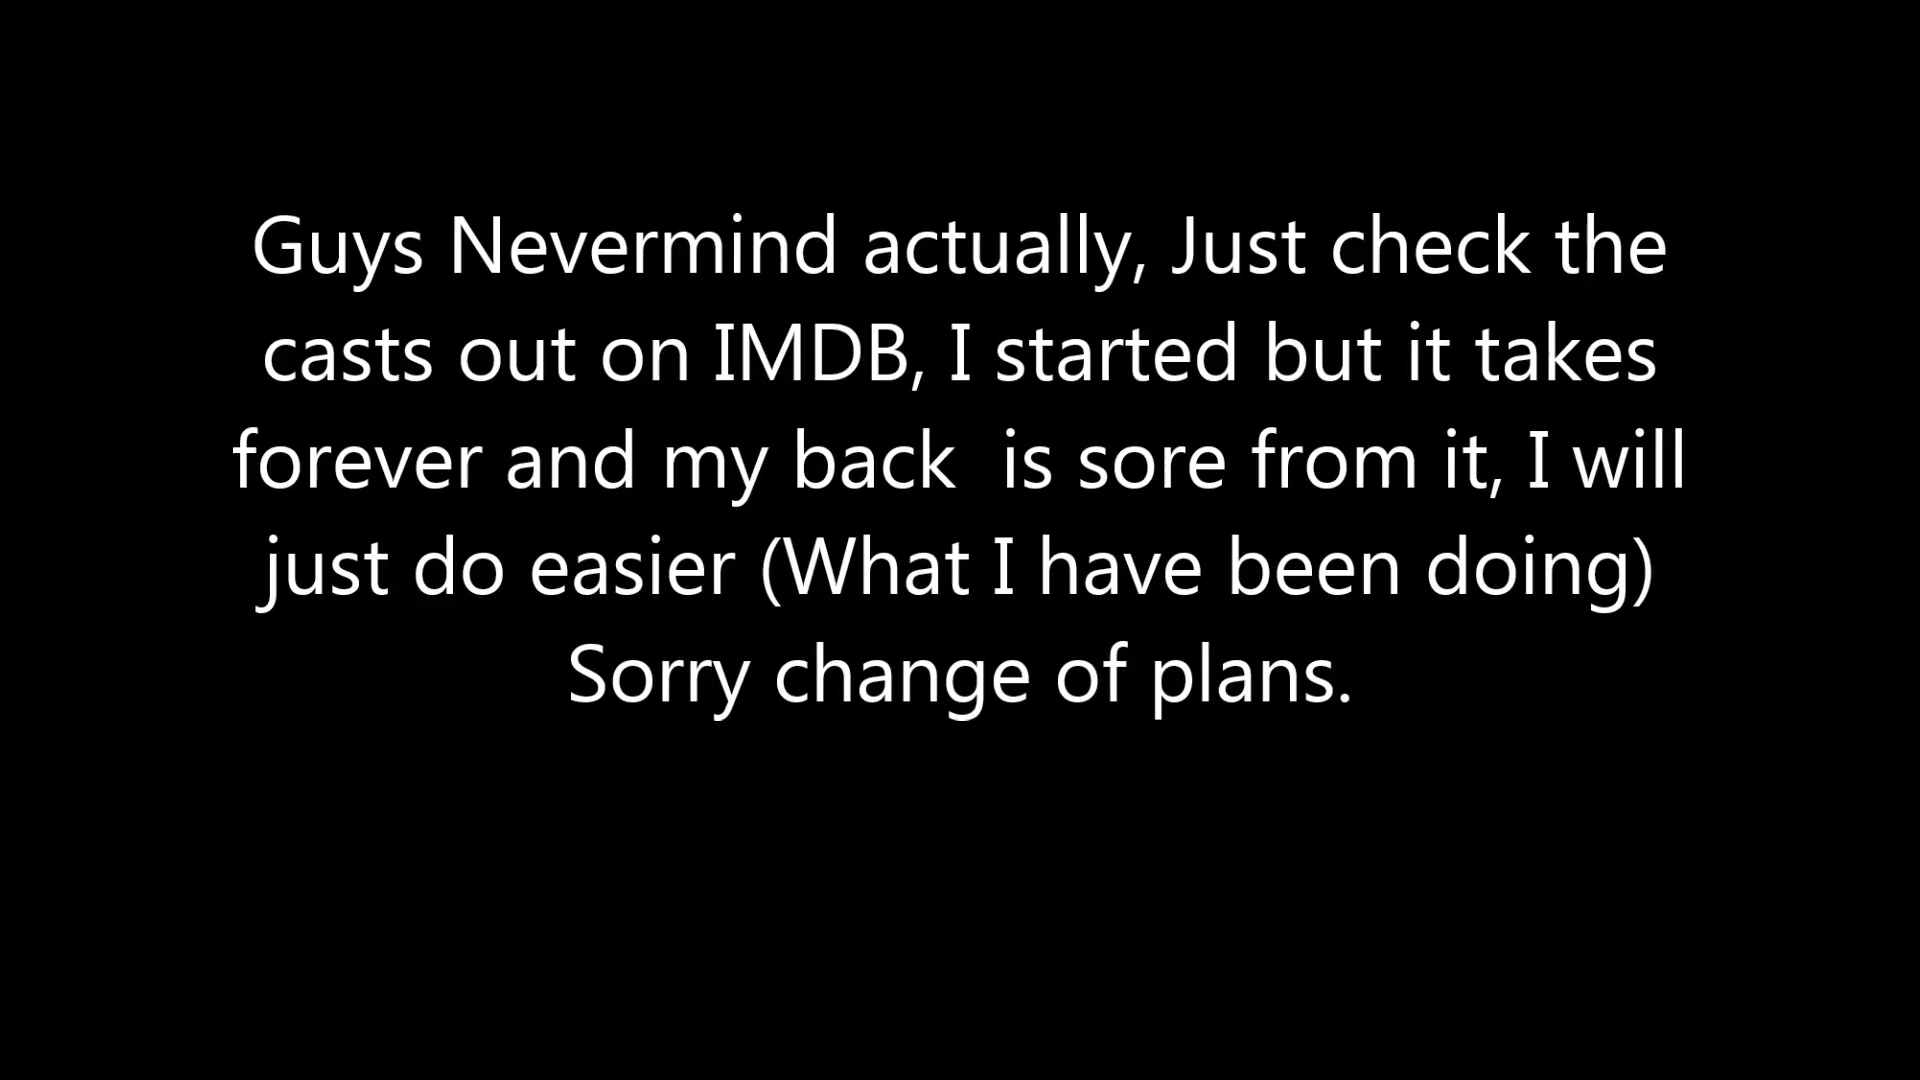 Guys Nevermind actually, Just check the
casts out on IMDB, I started but it takes
forever and my back  is sore from it, I will
just do easier (What I have been doing)
Sorry change of plans.